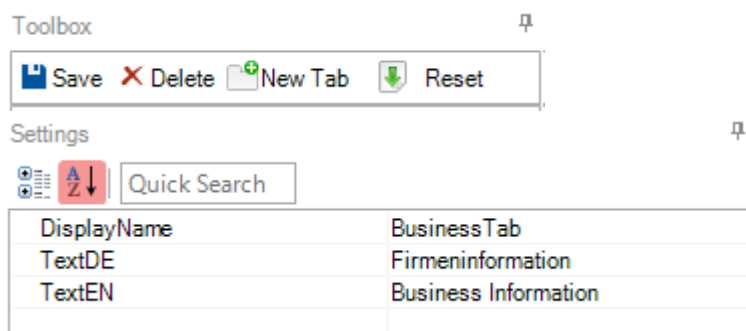 Toolbox
Save Delete New Tab Reset
Settings
A Z Quick Search
DisplayName BusinessTab
TextDE Firmeninformation
TextEN Business Information